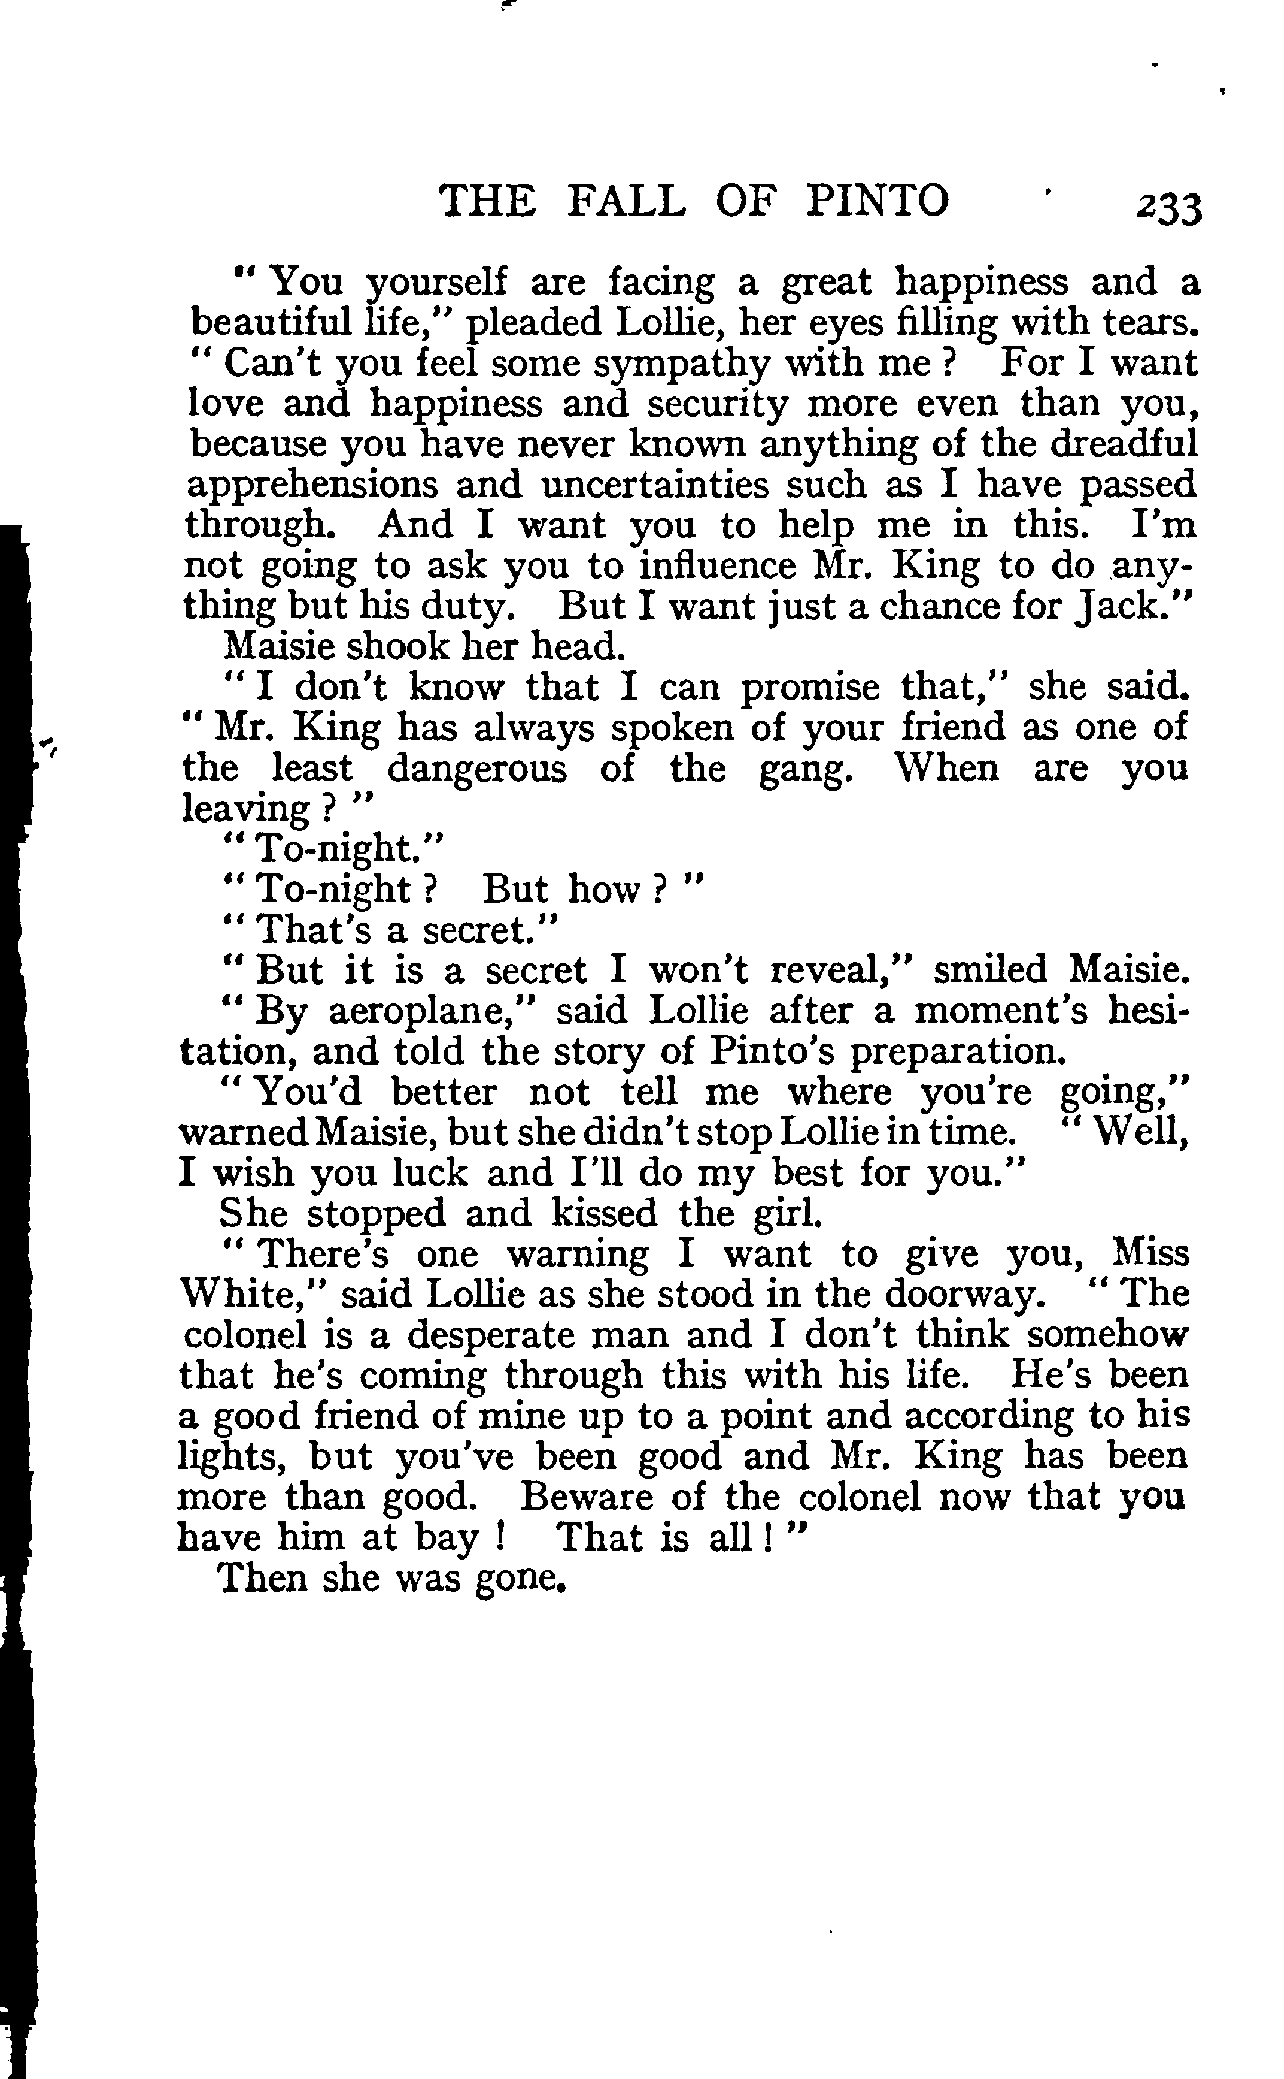 THE FALL OF PINTO 233
" You yourself are facing a great happiness and a
beautiful life," pleaded Lollie, her eyes filling with tears.
" Can't you feel some sympathy with me ? For I want
love and happiness and security more even than you,
because you have never known anything of the dreadful
apprehensions and uncertainties such as I have passed
through. And I want you to help me in this. I'm
not going to ask you to influence Mr. King to do any-
thing but his duty. But I want just a chance for Jack."
Maisie shook her head.
" I don't know that I can promise that," she said.
" Mr. King has always spoken of your friend as one of
the least dangerous of the gang. When are you
leaving ? "
" To-night."
" To-night ? But how ? "
" That's a secret."
" But it is a secret I won't reveal," smiled Maisie.
" By aeroplane," said Lollie after a moment's hesi-
tation, and told the story of Pinto's preparation.
" You'd better not tell me where you're going,"
warned Maisie, but she didn't stop Lollie in time. " Well,
I wish you luck and I'll do my best for you."
She stopped and kissed the girl.
" There's one warning I want to give you, Miss
White," said Lollie as she stood in the doorway. " The
colonel is a desperate man and I don't think somehow
that he's coming through this with his life. He's been
a good friend of mine up to a point and according to his
lights, but you've been good and Mr. King has been
more than good. Beware of the colonel now that you
have him at bay ! That is all ! "
Then she was gone.